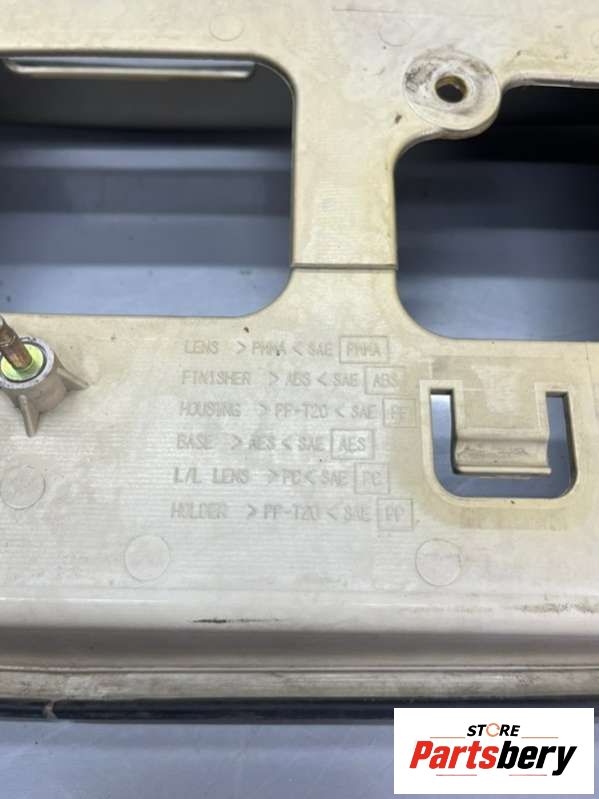 LENS >PMMA< SAE PMMA
FINISHER >ABS< SAE ABS
HOUSING >PP-T20< SAE PP
BASE >AES< SAE AES
L/L LENS >PC< SAE PC
HOLDER >PP-T20< SAE PP
STORE
Partsbery